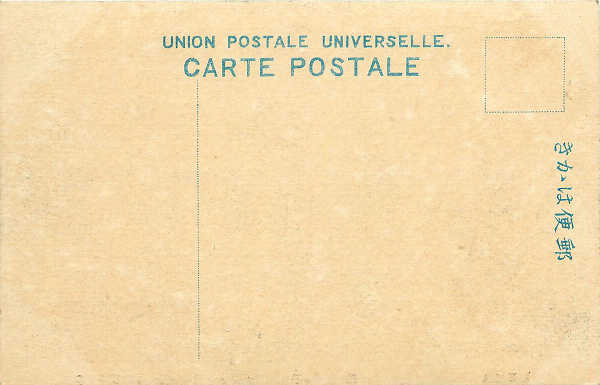 UNION POSTALE UNIVERSELLE.
CARTE POSTALE
郵便はかき